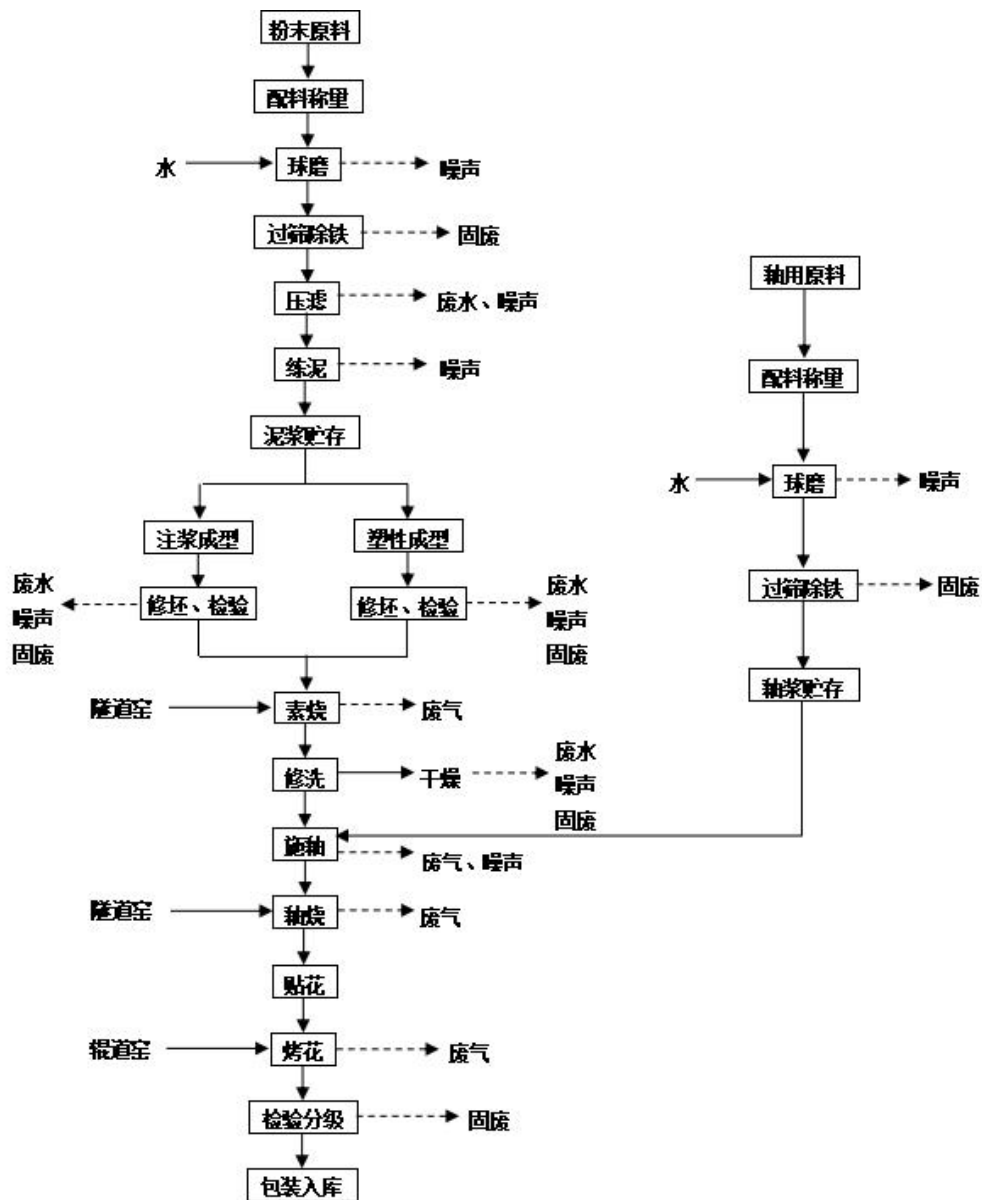 粉末原料
配料称量
水
球磨
噪声
过筛除铁
固废
压滤
废水、噪声
练泥
噪声
泥浆贮存
注浆成型
塑性成型
废水
噪声
固废
修坯、检验
修坯、检验
废水
噪声
固废
隧道窑
素烧
废气
修洗
干燥
废水
噪声
固废
施釉
废气、噪声
隧道窑
釉烧
废气
贴花
辊道窑
烤花
废气
检验分级
固废
包装入库
釉用原料
配料称量
水
球磨
噪声
过筛除铁
固废
釉浆贮存